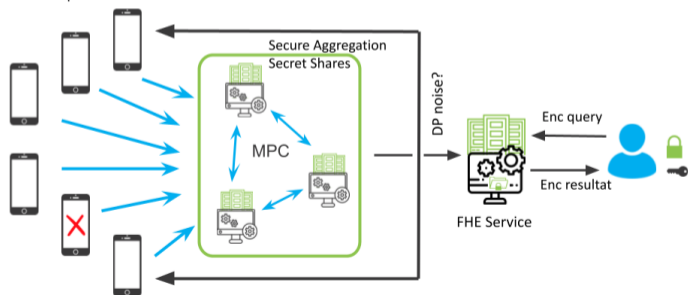 Secure Aggregation
Secret Shares
MPC
DP noise?
Enc query
Enc resultat
FHE Service